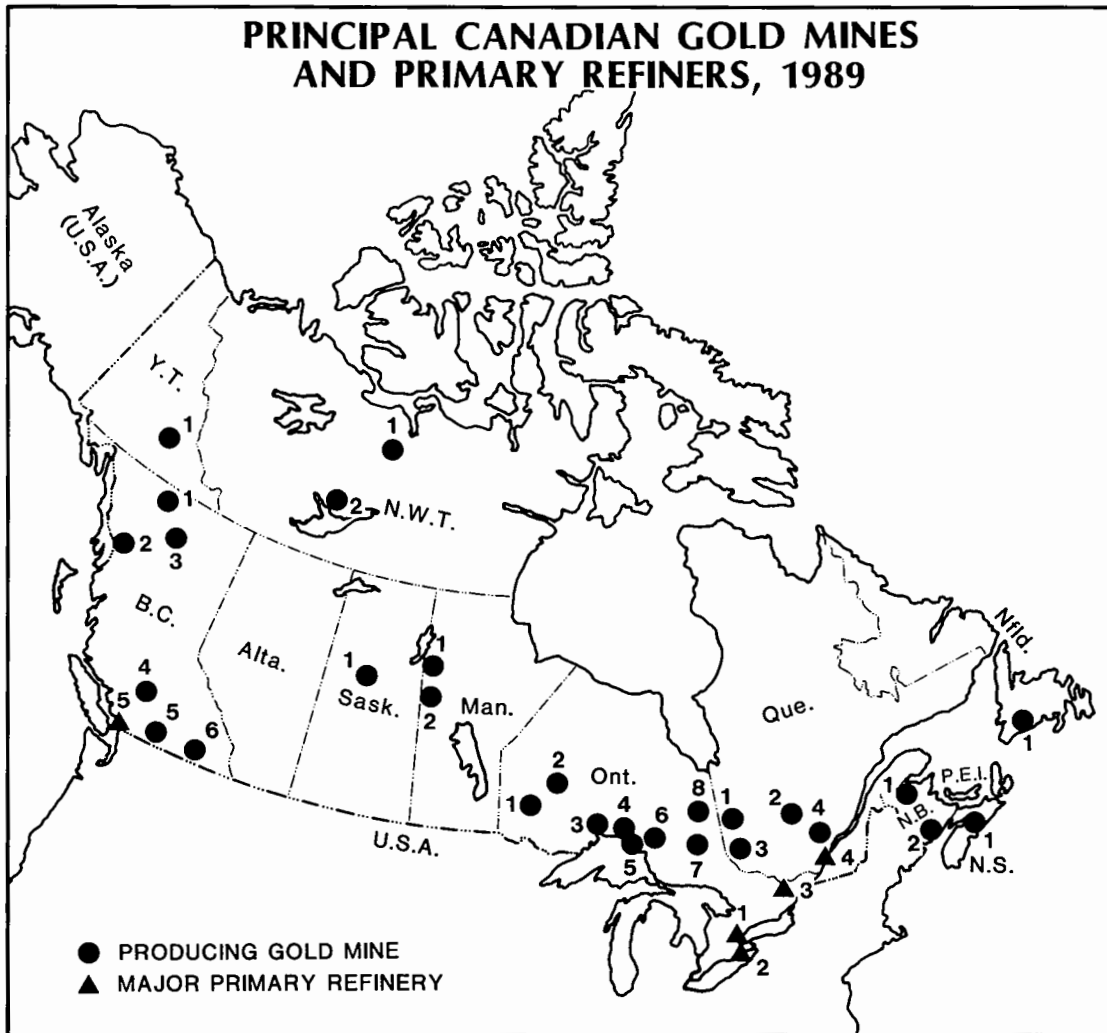 PRINCIPAL CANADIAN GOLD MINES
AND PRIMARY REFINERS, 1989
Alaska
(U.S.A.)
Y.T.
1
1
1
2
N.W.T.
2
3
B.C.
4
5
5
6
Alta.
1
Sask.
1
2
Man.
Nfld.
1
Que.
Ont.
2
1
3
4
5
6
8
7
1
3
2
4
4
3
1
2
P.E.I.
1
N.B.
2
1
N.S.
U.S.A.
PRODUCING GOLD MINE
MAJOR PRIMARY REFINERY